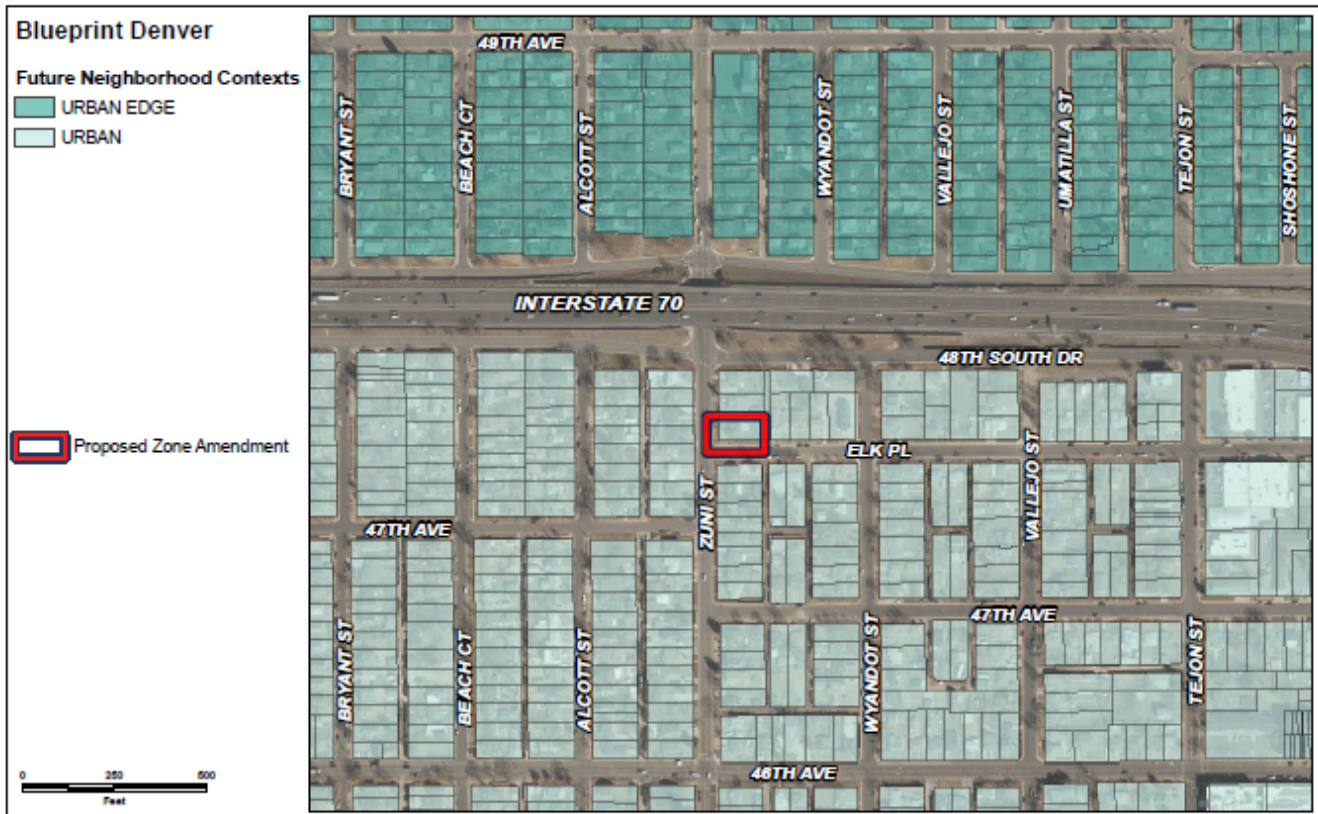 Blueprint Denver
Future Neighborhood Contexts
URBAN EDGE
URBAN
Proposed Zone Amendment
0 250 500
Feet
49TH AVE
BRYANT ST
BEACH CT
ALCOTT ST
WYANDOT ST
VALLEJO ST
UMATILLA ST
TEJON ST
SHOSHONE ST
INTERSTATE 70
48TH SOUTH DR
ELK PL
ZUNI ST
VALLEJO ST
47TH AVE
47TH AVE
BRYANT ST
BEACH CT
ALCOTT ST
WYANDOT ST
TEJON ST
46TH AVE